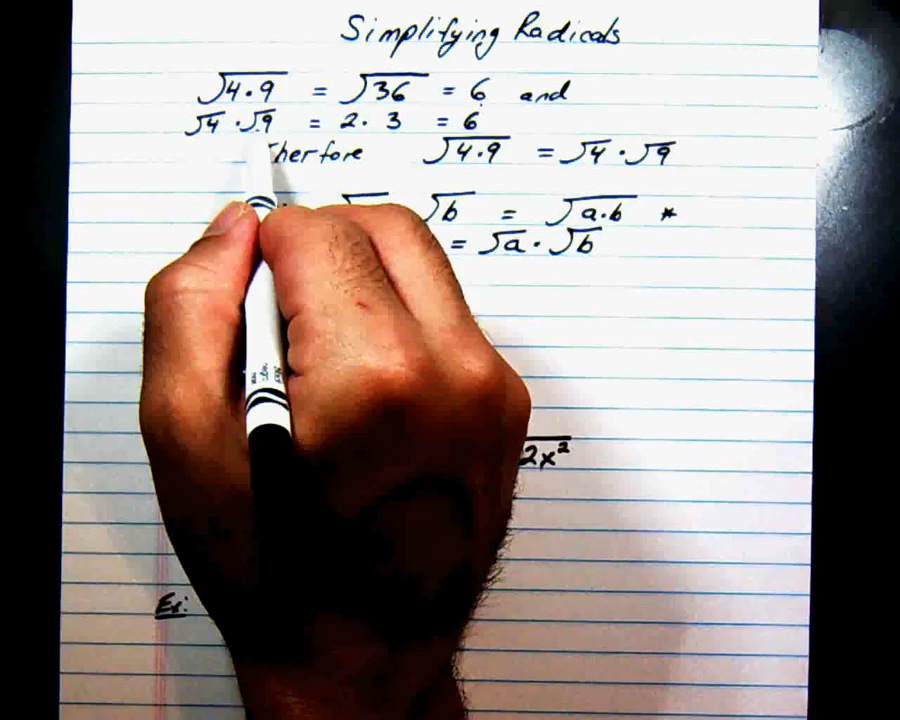 Simplifying Radicals
√4·9 = √36 = 6 and
√4 · √9 = 2 · 3 = 6
Therfore √4·9 = √4 · √9
√b = √a·b *
= √a · √b
2x²
Ex: